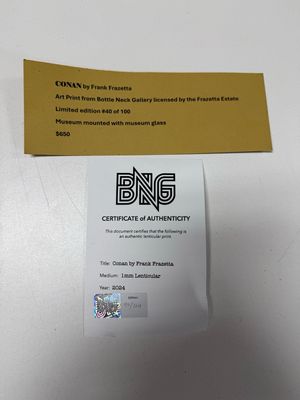 CONAN by Frank Frazetta
Art Print from Bottle Neck Gallery licensed by the Frazatta Estate
Limited edition #40 of 100
Museum mounted with museum glass
$650
BNG
CERTIFICATE of AUTHENTICITY
This document certifies that the following is
an authentic lenticular print
Title: Conan by Frank Frazetta
Medium: 1mm Lenticular
Year: 2024